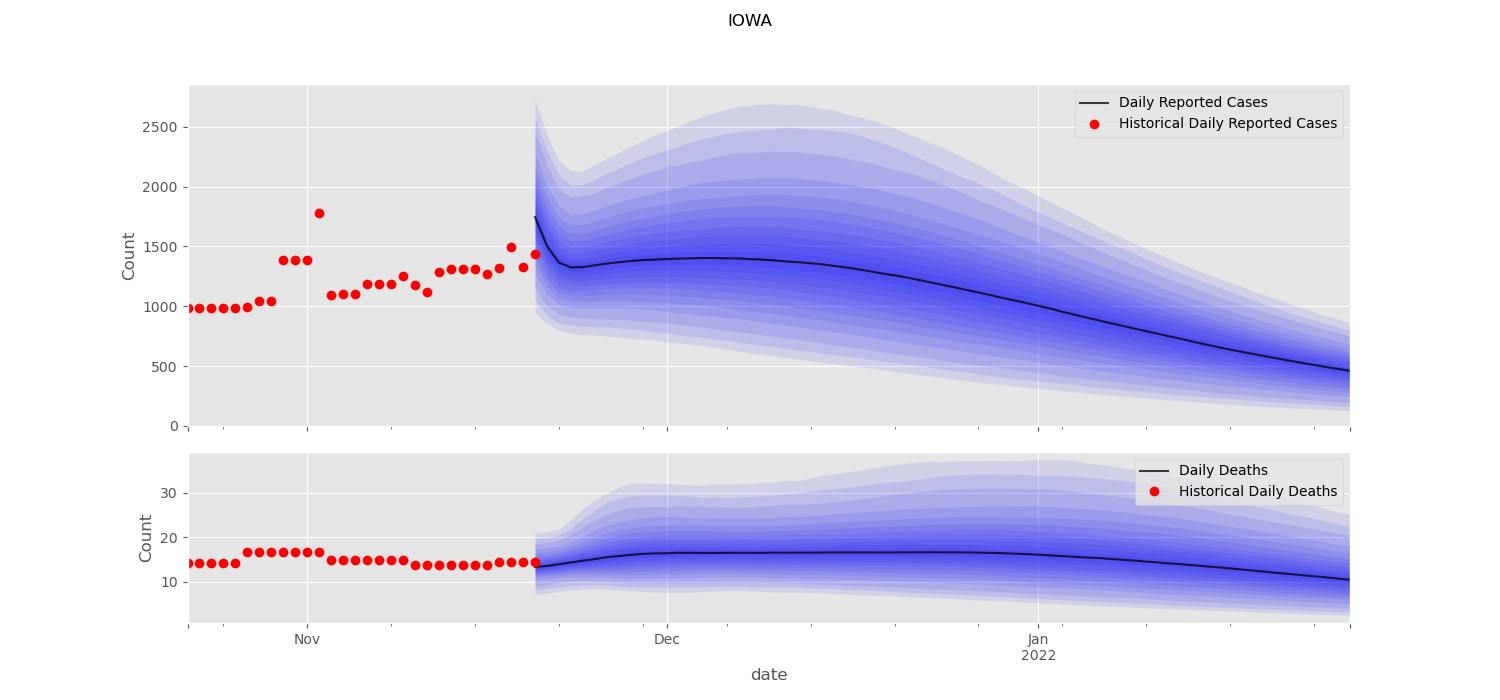 IOWA
Count
2500
2000
1500
1000
500
0
Daily Reported Cases
Historical Daily Reported Cases
Count
30
20
10
Daily Deaths
Historical Daily Deaths
Nov
Dec
Jan
2022
date